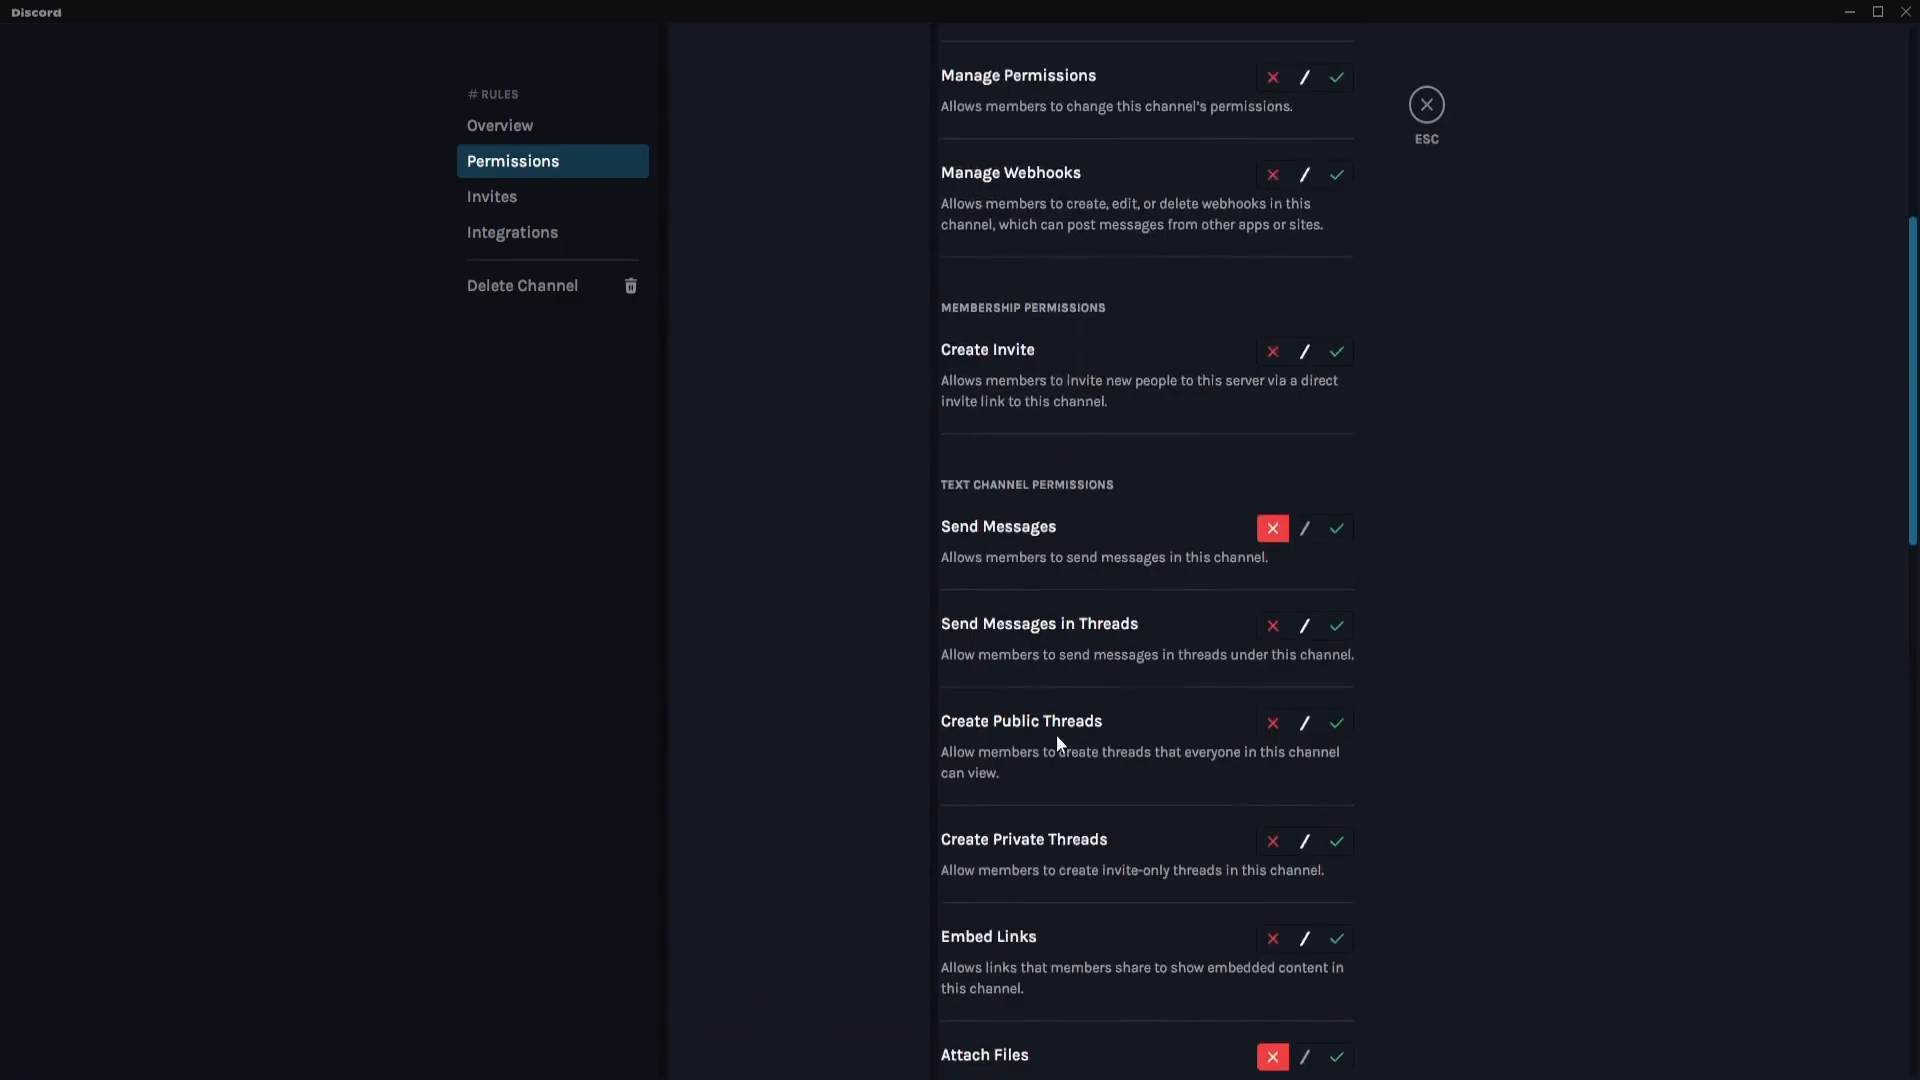 Discord
# RULES
Overview
Permissions
Invites
Integrations
Delete Channel
Manage Permissions
Allows members to change this channel's permissions.
Manage Webhooks
Allows members to create, edit, or delete webhooks in this
channel, which can post messages from other apps or sites.
MEMBERSHIP PERMISSIONS
Create Invite
Allows members to invite new people to this server via a direct
invite link to this channel.
TEXT CHANNEL PERMISSIONS
Send Messages
Allows members to send messages in this channel.
Send Messages in Threads
Allow members to send messages in threads under this channel.
Create Public Threads
Allow members to create threads that everyone in this channel
can view.
Create Private Threads
Allow members to create invite-only threads in this channel.
Embed Links
Allows links that members share to show embedded content in
this channel.
Attach Files
ESC